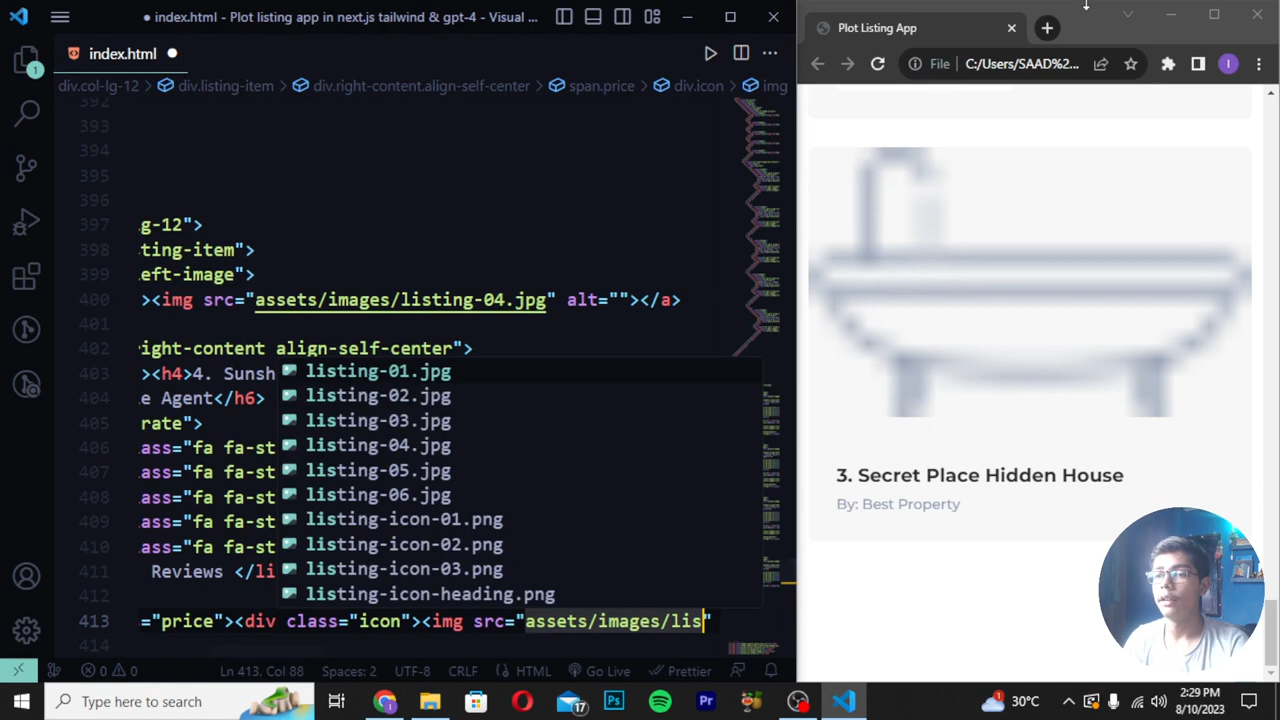 ● index.html - Plot listing app in next.js tailwind & gpt-4 - Visual ...
Plot Listing App
index.html ●
File C:/Users/SAAD%2...
I
1
div.col-lg-12 > div.listing-item > div.right-content.align-self-center > span.price > div.icon > img
392
393
394
395
396
397 g-12">
398 ting-item">
399 eft-image">
400 ><img src="assets/images/listing-04.jpg" alt=""></a>
401
402 right-content align-self-center">
403 ><h4>4. Sunsh
404 e Agent</h6>
405 rate">
406 ass="fa fa-st
407 ass="fa fa-st
408 ass="fa fa-st
409 ass="fa fa-st
410 ass="fa fa-st
411 Reviews </li
413 ="price"><div class="icon"><img src="assets/images/lis"
414
listing-01.jpg
listing-02.jpg
listing-03.jpg
listing-04.jpg
listing-05.jpg
listing-06.jpg
listing-icon-01.png
listing-icon-02.png
listing-icon-03.png
listing-icon-heading.png
3. Secret Place Hidden House
By: Best Property
0 0 Ln 413, Col 88 Spaces: 2 UTF-8 CRLF {} HTML Go Live Prettier
Type here to search
17
Ps
Pr
1
30°C
2:29 PM
8/10/2023